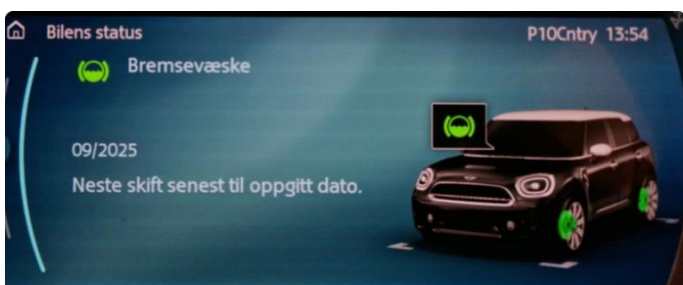 Bilens status
P10Cntry 13:54
Bremsevæske
09/2025
Neste skift senest til oppgitt dato.